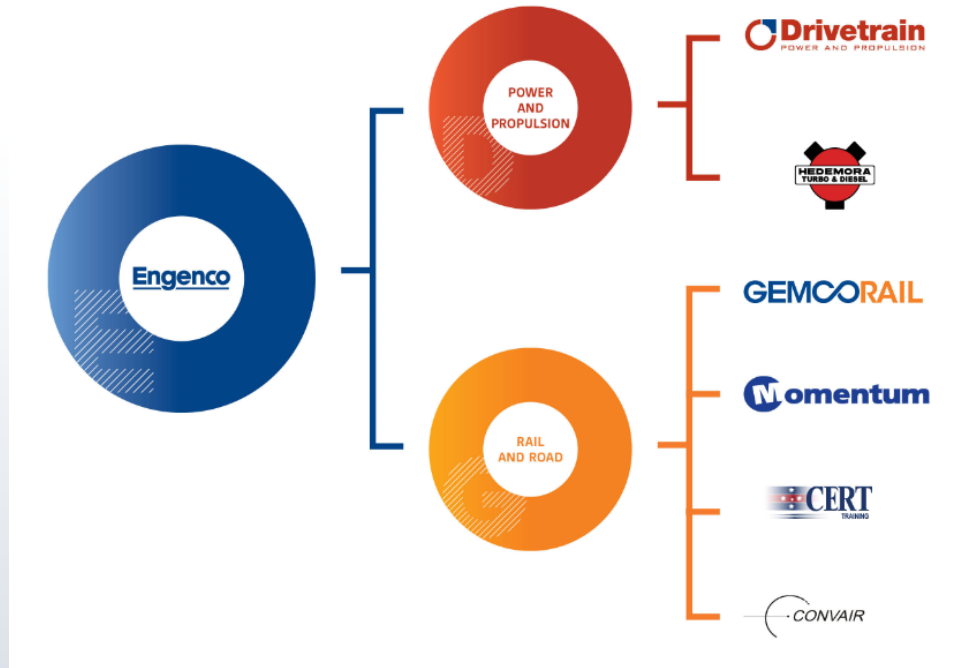 Engenco
E
POWER
AND
PROPULSION
D
Drivetrain
POWER AND PROPULSION
HEDEMORA
TURBO & DIESEL
RAIL
AND ROAD
G
GEMCORAIL
Momentum
CERT
TRAINING
CONVAIR